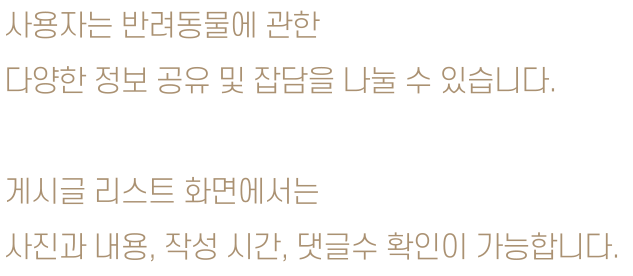 사용자는 반려동물에 관한
다양한 정보 공유 및 잡담을 나눌 수 있습니다.
게시글 리스트 화면에서는
사진과 내용, 작성 시간, 댓글수 확인이 가능합니다.